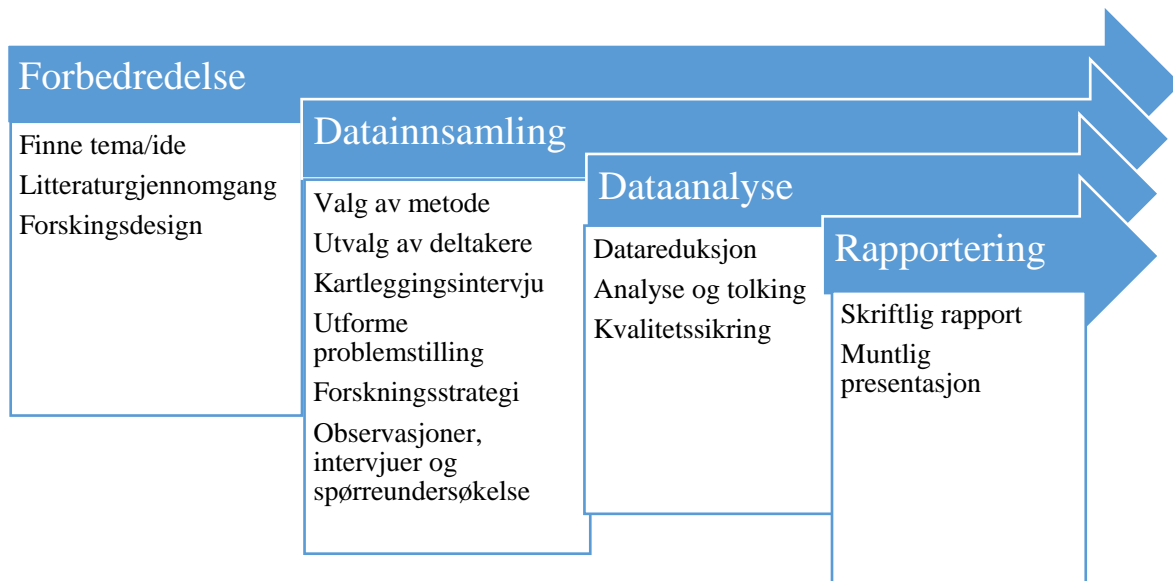 Forbedredelse
Finne tema/ide
Litteraturgjennomgang
Forskingsdesign
Datainnsamling
Valg av metode
Utvalg av deltakere
Kartleggingsintervju
Utforme
problemstilling
Forskningsstrategi
Observasjoner,
intervjuer og
spørreundersøkelse
Dataanalyse
Datareduksjon
Analyse og tolking
Kvalitetssikring
Rapportering
Skriftlig rapport
Muntlig
presentasjon